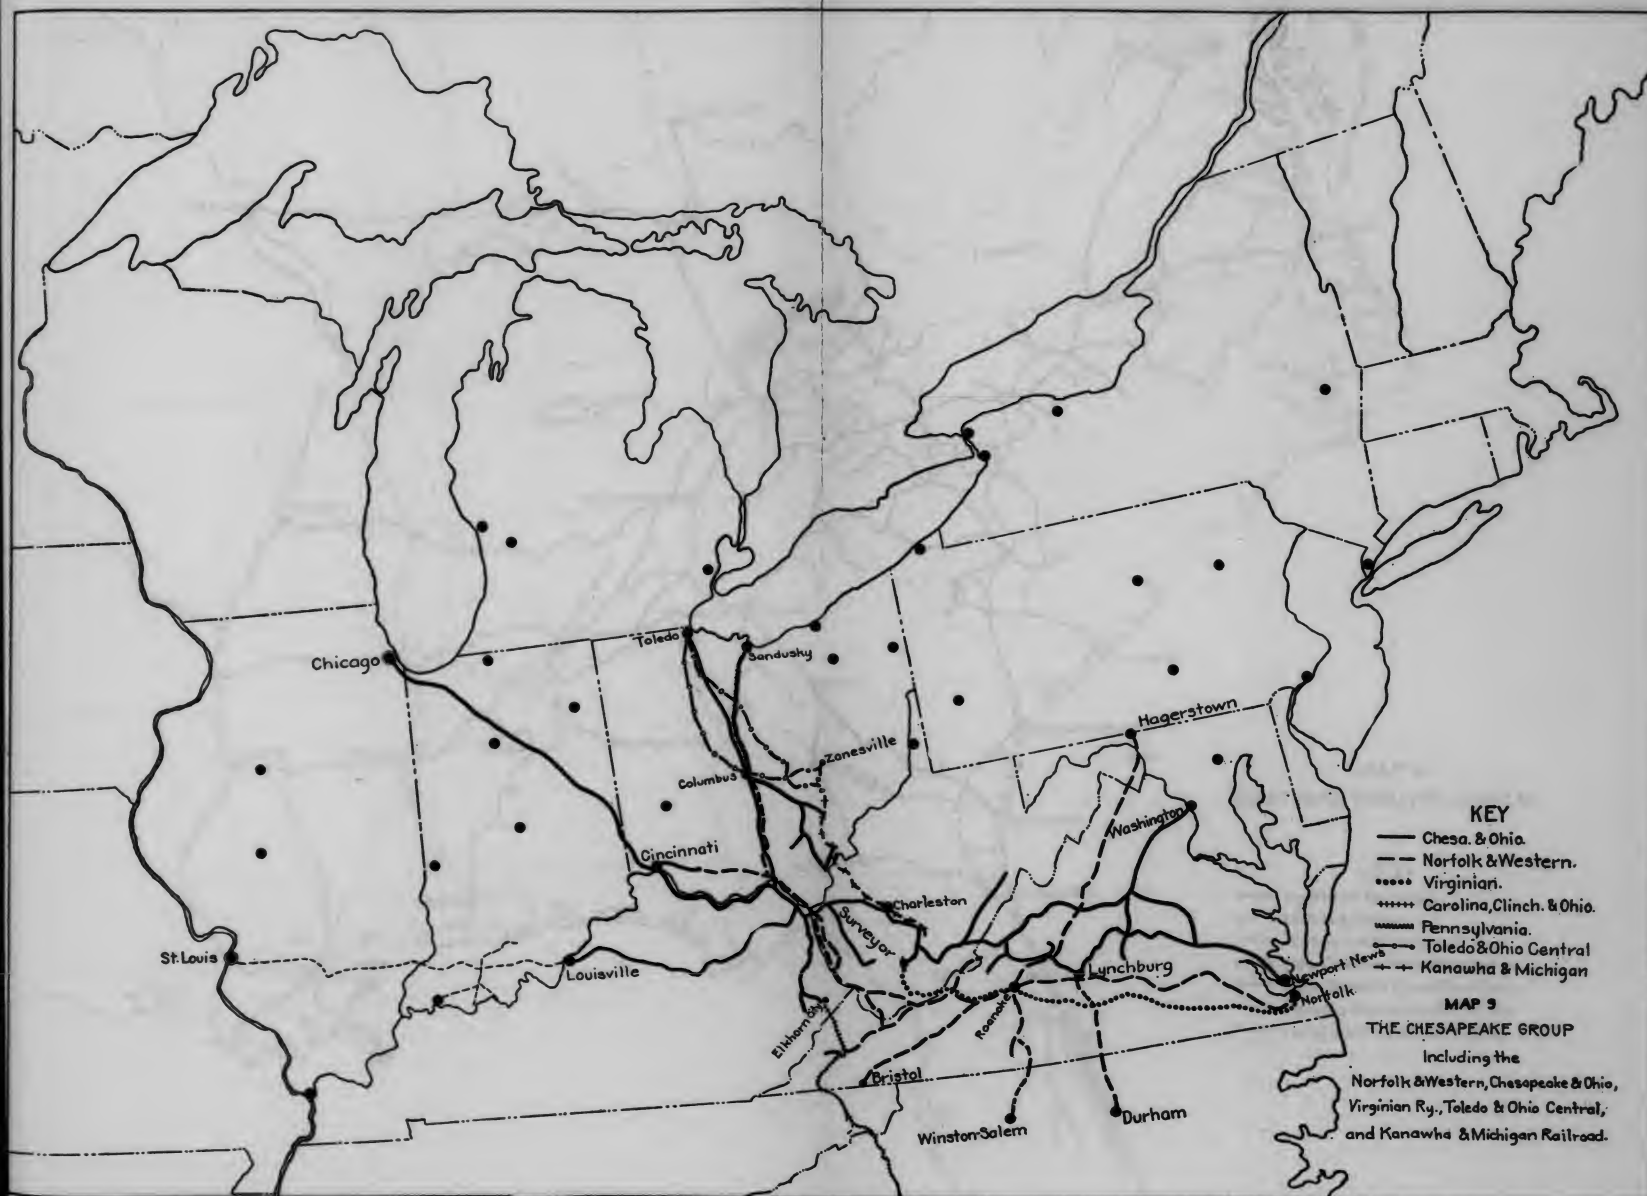 Toledo
Sandusky
Chicago
Hagerstown
Zanesville
Columbus
Washington
Cincinnati
Charleston
Surveyor
St. Louis
Louisville
Lynchburg
Newport News
Norfolk
Roanoke
Elkhorn City
Bristol
Winston-Salem
Durham
KEY
Chesa. & Ohio.
Norfolk & Western.
Virginian.
Carolina, Clinch. & Ohio.
Pennsylvania.
Toledo & Ohio Central
Kanawha & Michigan
MAP 9
THE CHESAPEAKE GROUP
Including the
Norfolk & Western, Chesapeake & Ohio,
Virginian Ry., Toledo & Ohio Central,
and Kanawha & Michigan Railroad.